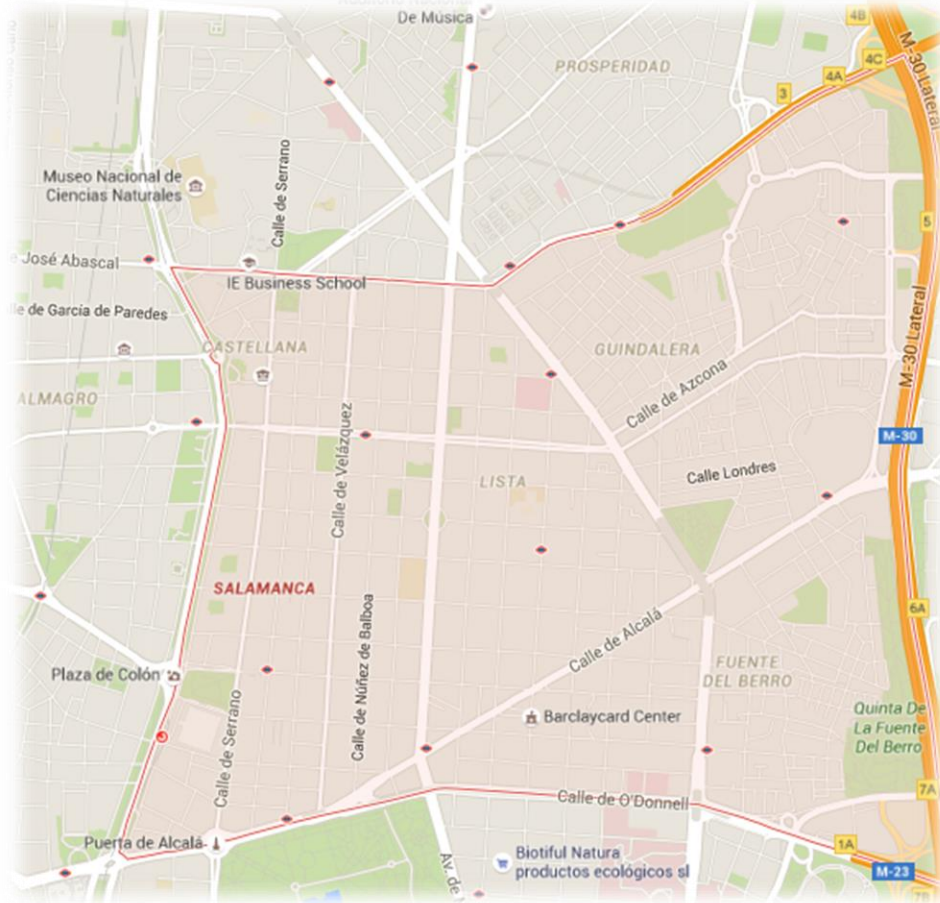 De Música
4B
M-30 Lateral
4C
PROSPERIDAD
4A
3
Museo Nacional de
Ciencias Naturales
Calle de Serrano
5
José Abascal
IE Business School
M-30 Lateral
de García de Paredes
CASTELLANA
GUINDALERA
Calle de Azcona
ALMAGRO
Calle de Velázquez
M-30
Calle Londres
LISTA
SALAMANCA
Calle de Núñez de Balboa
6A
Calle de Alcalá
Plaza de Colón
FUENTE
DEL BERRO
Calle de Serrano
Barclaycard Center
Quinta De
La Fuente
Del Berro
7A
Calle de O'Donnell
Puerta de Alcalá
1A
Av. de
Biotiful Natura
productos ecológicos sl
M-23
7B